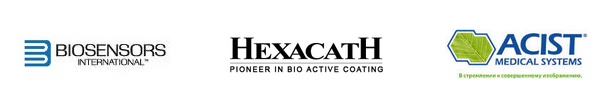 BIOSENSORS
INTERNATIONAL™
HEXACATH
PIONEER IN BIO ACTIVE COATING
ACIST
MEDICAL SYSTEMS
В стремлении к совершенному изображению.